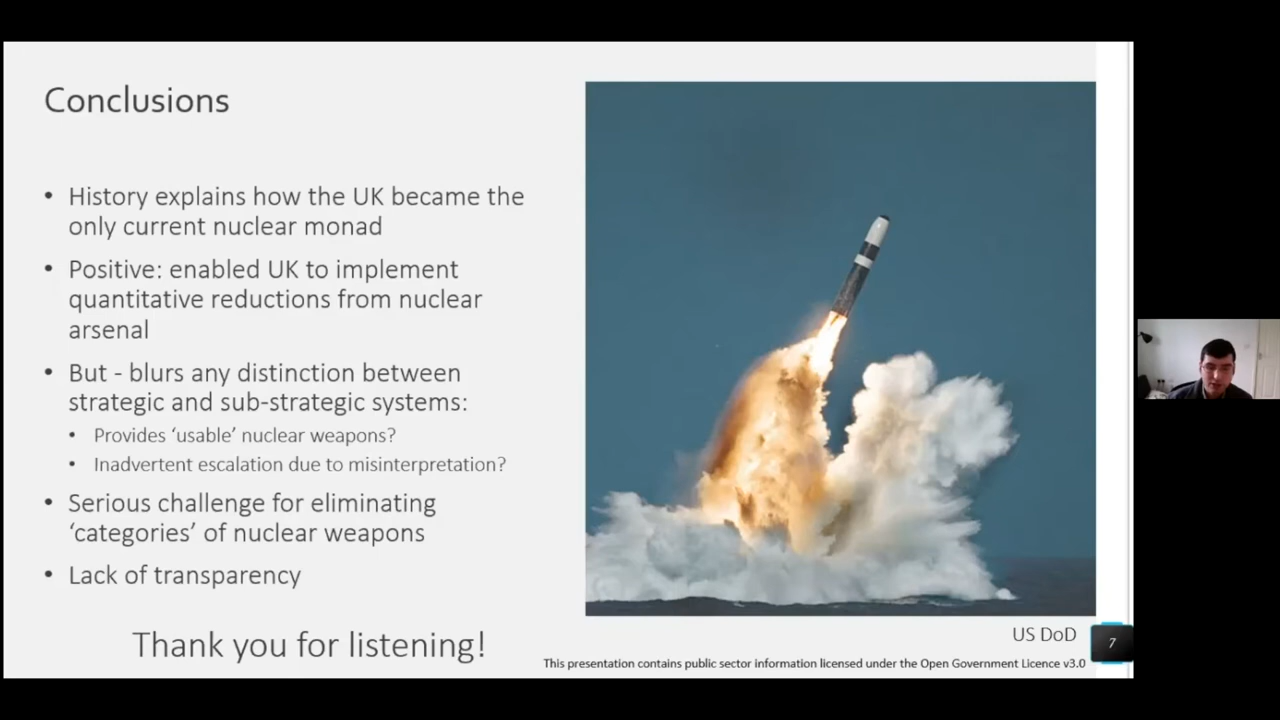 Conclusions
• History explains how the UK became the
only current nuclear monad
• Positive: enabled UK to implement
quantitative reductions from nuclear
arsenal
• But - blurs any distinction between
strategic and sub-strategic systems:
• Provides ‘usable’ nuclear weapons?
• Inadvertent escalation due to misinterpretation?
• Serious challenge for eliminating
‘categories’ of nuclear weapons
• Lack of transparency
Thank you for listening!
US DoD
7
This presentation contains public sector information licensed under the Open Government Licence v3.0